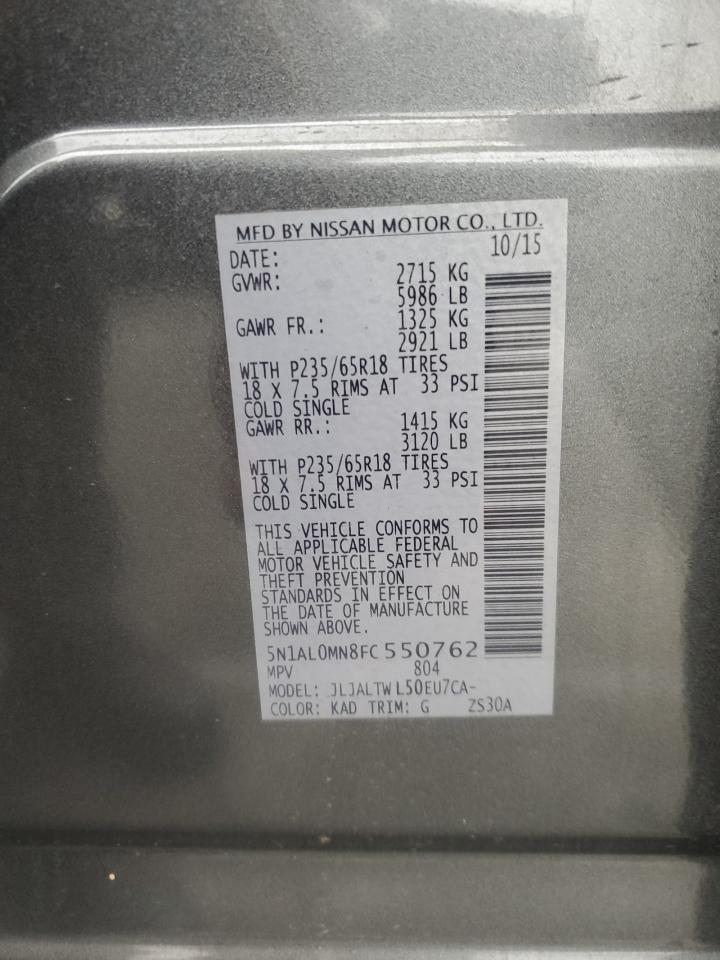 MFD BY NISSAN MOTOR CO., LTD.
DATE: 10/15
GVWR: 2715 KG
5986 LB
GAWR FR.: 1325 KG
2921 LB
WITH P235/65R18 TIRES
18 X 7.5 RIMS AT 33 PSI
COLD SINGLE
GAWR RR.: 1415 KG
3120 LB
WITH P235/65R18 TIRES
18 X 7.5 RIMS AT 33 PSI
COLD SINGLE
THIS VEHICLE CONFORMS TO
ALL APPLICABLE FEDERAL
MOTOR VEHICLE SAFETY AND
THEFT PREVENTION
STANDARDS IN EFFECT ON
THE DATE OF MANUFACTURE
SHOWN ABOVE.
5N1AL0MN8FC550762
MPV 804
MODEL: JLJALTWL50EU7CA-
COLOR: KAD TRIM: G ZS30A